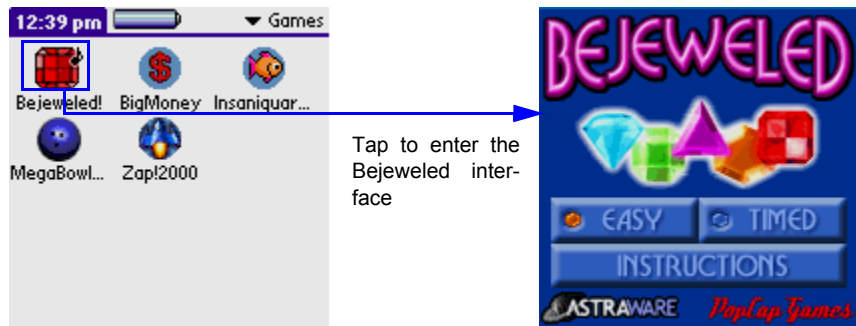 12:39 pm
Games
Bejeweled! BigMoney Insaniquar...
MegaBowl... Zap!2000
Tap to enter the
Bejeweled inter-
face
BEJEWELED
EASY TIMED
INSTRUCTIONS
ASTRAWARE PopCap Games